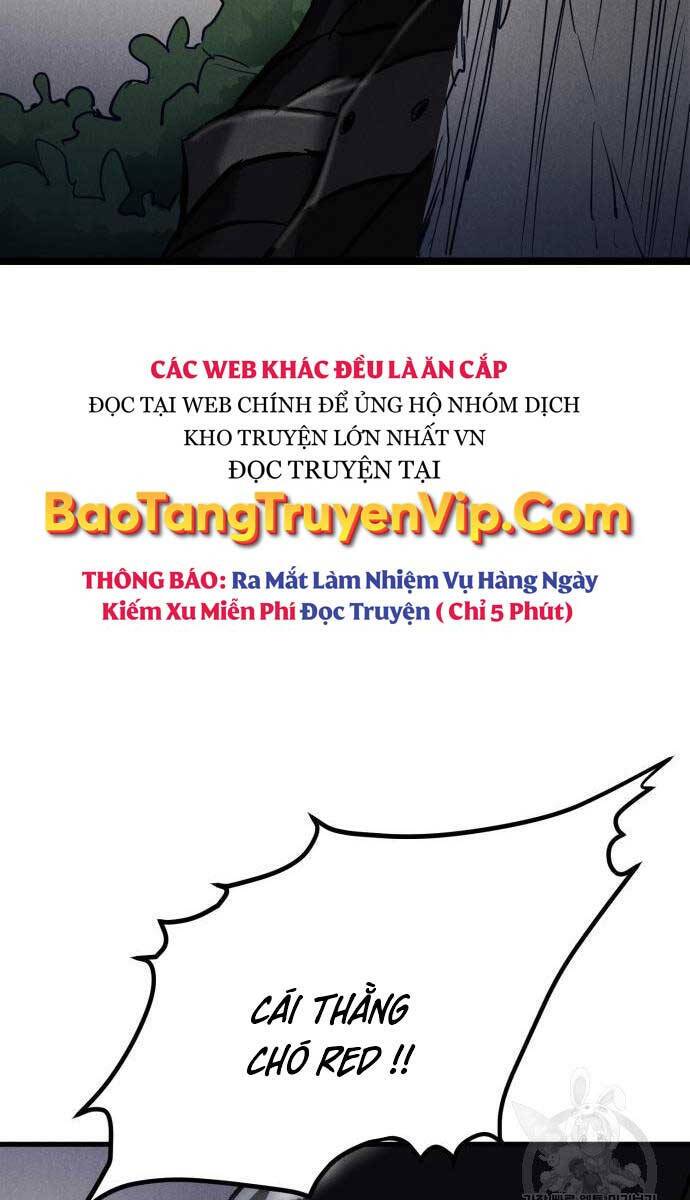 CÁC WEB KHÁC ĐỀU LÀ ĂN CẮP
ĐỌC TẠI WEB CHÍNH ĐỂ ỦNG HỘ NHÓM DỊCH
KHO TRUYỆN LỚN NHẤT VN
ĐỌC TRUYỆN TẠI
BaoTangTruyenVip.Com
THÔNG BÁO: Ra Mắt Làm Nhiệm Vụ Hàng Ngày
Kiếm Xu Miễn Phí Đọc Truyện ( Chỉ 5 Phút)
CÁI THẰNG
CHÓ RED !!